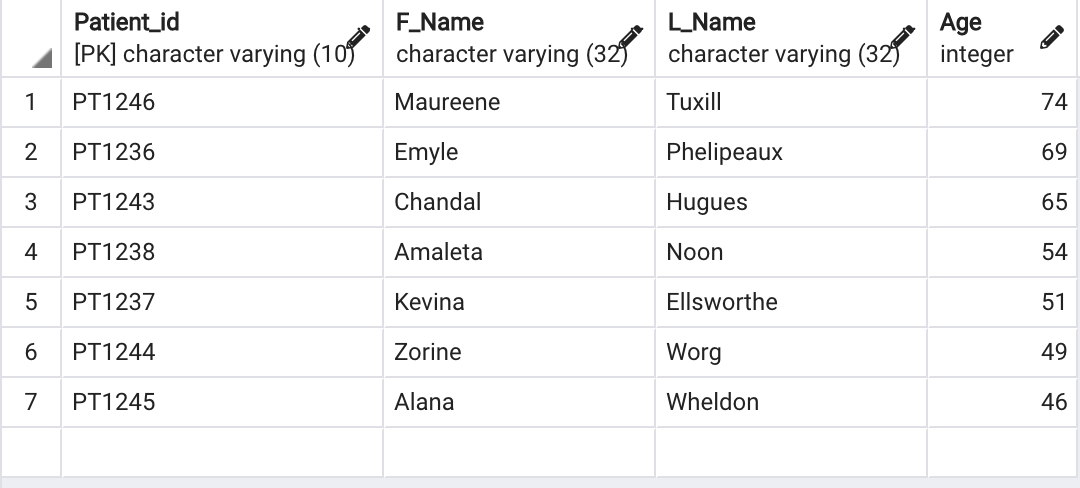 Patient_id F_Name L_Name Age
[PK] character varying (10) character varying (32) character varying (32) integer
1 PT1246 Maureene Tuxill 74
2 PT1236 Emyle Phelipeaux 69
3 PT1243 Chandal Hugues 65
4 PT1238 Amaleta Noon 54
5 PT1237 Kevina Ellsworthe 51
6 PT1244 Zorine Worg 49
7 PT1245 Alana Wheldon 46